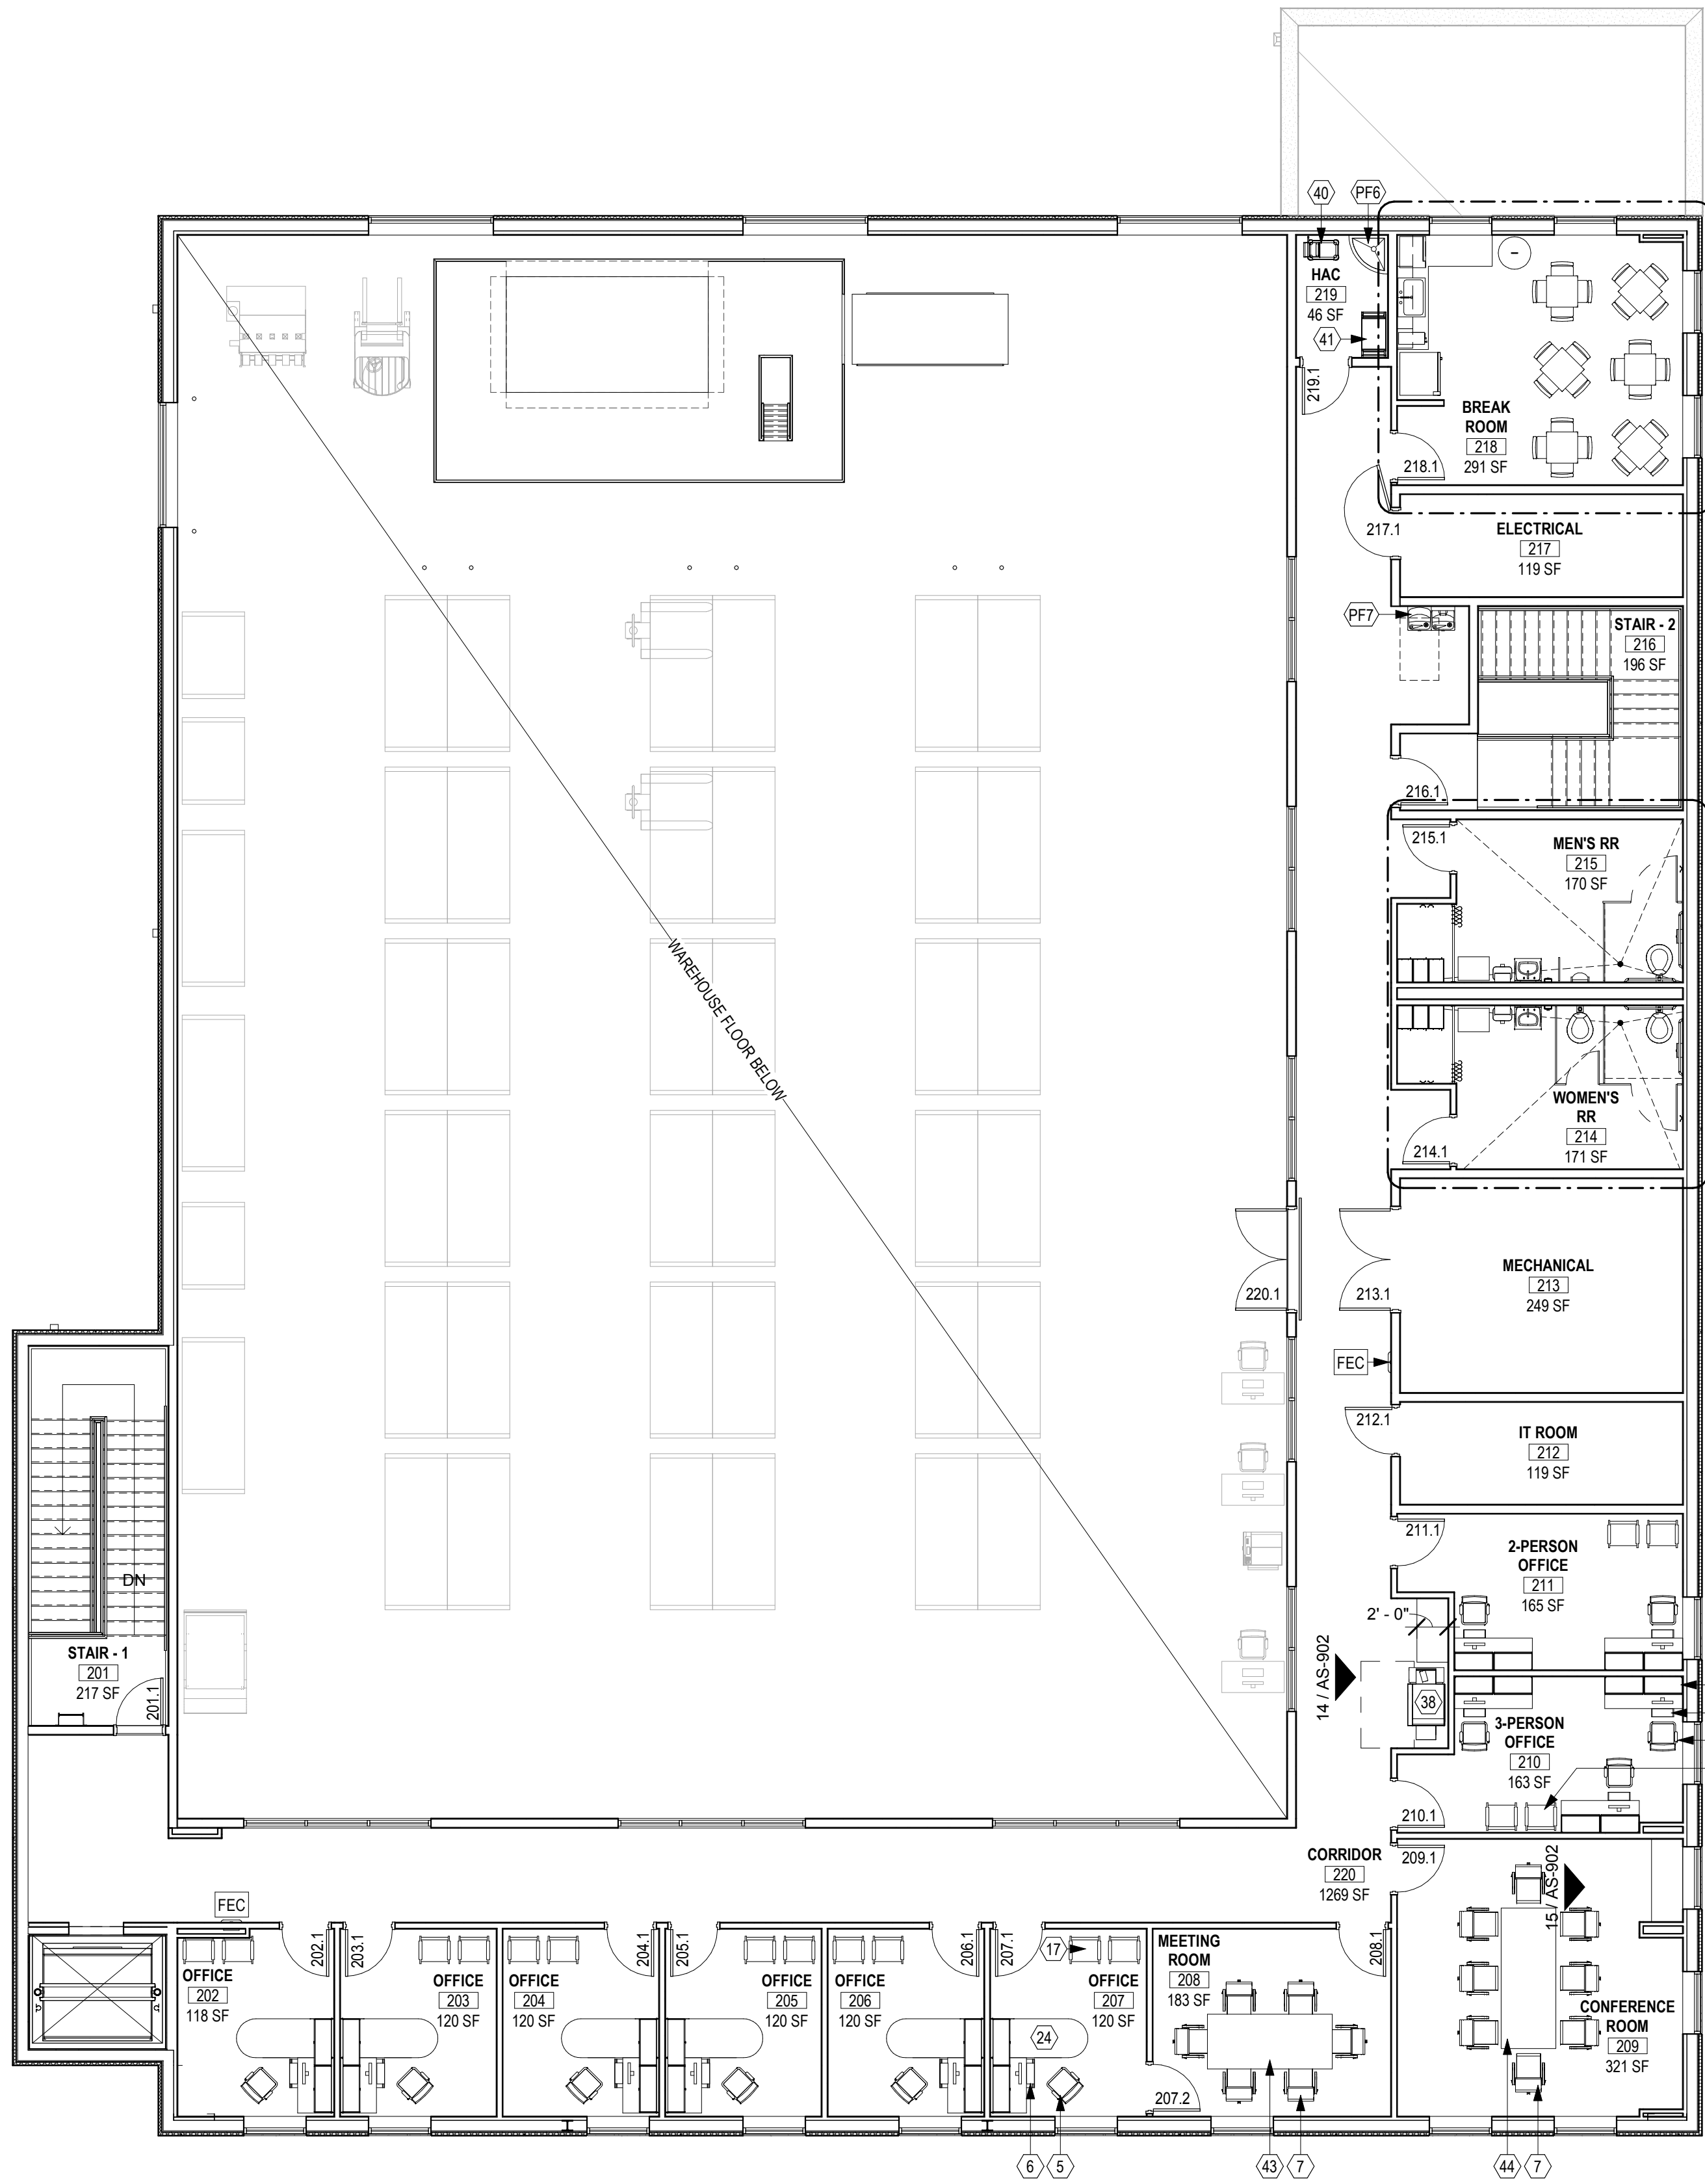 40
PF6
HAC
219
46 SF
41
219.1
BREAK
ROOM
218
291 SF
218.1
217.1
ELECTRICAL
217
119 SF
PF7
STAIR - 2
216
196 SF
216.1
215.1
MEN'S RR
215
170 SF
WAREHOUSE FLOOR BELOW
WOMEN'S
RR
214
171 SF
214.1
MECHANICAL
213
249 SF
220.1
213.1
FEC
212.1
IT ROOM
212
119 SF
211.1
2-PERSON
OFFICE
211
165 SF
2' - 0"
DN
STAIR - 1
201
217 SF
201.1
14 / AS-902
38
3-PERSON
OFFICE
210
163 SF
210.1
CORRIDOR
220
1269 SF
209.1
15 / AS-902
FEC
202.1
203.1
204.1
205.1
206.1
207.1
17
208.1
OFFICE
202
118 SF
OFFICE
203
120 SF
OFFICE
204
120 SF
OFFICE
205
120 SF
OFFICE
206
120 SF
OFFICE
207
120 SF
MEETING
ROOM
208
183 SF
CONFERENCE
ROOM
209
321 SF
24
207.2
6
5
43
7
44
7